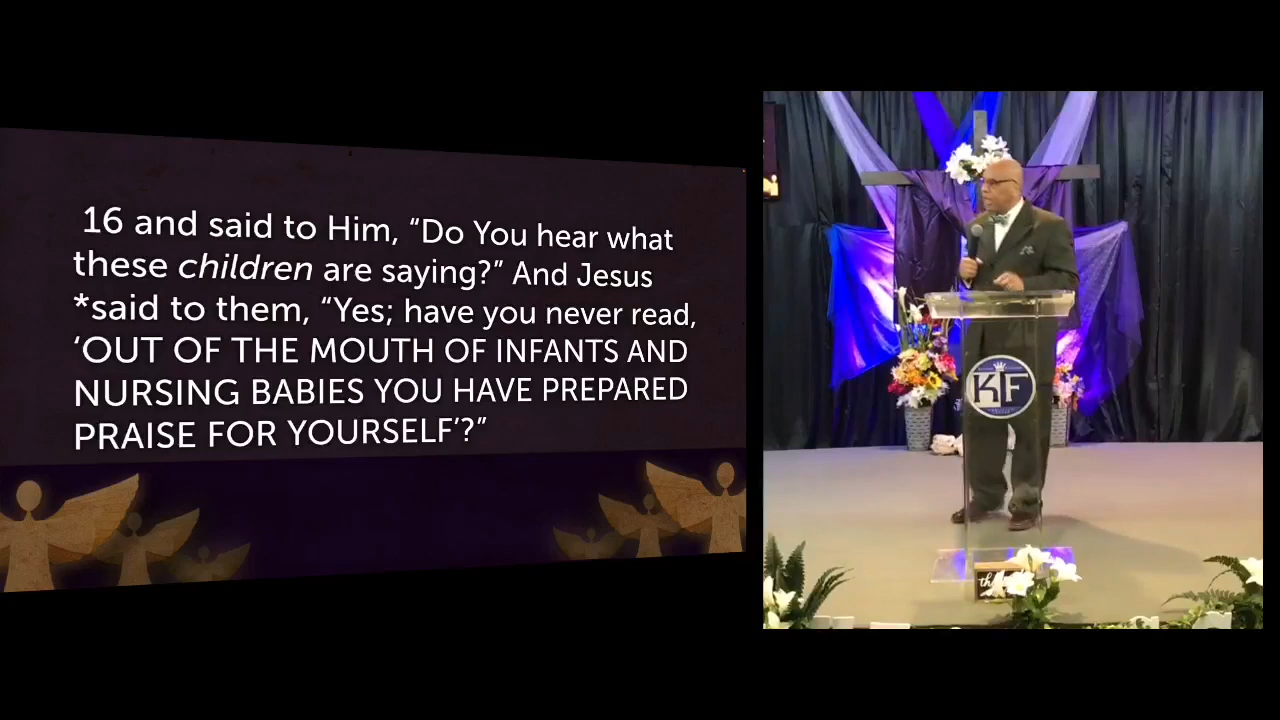 16 and said to Him, “Do You hear what
these children are saying?” And Jesus
*said to them, “Yes; have you never read,
‘OUT OF THE MOUTH OF INFANTS AND
NURSING BABIES YOU HAVE PREPARED
PRAISE FOR YOURSELF’?”
KF